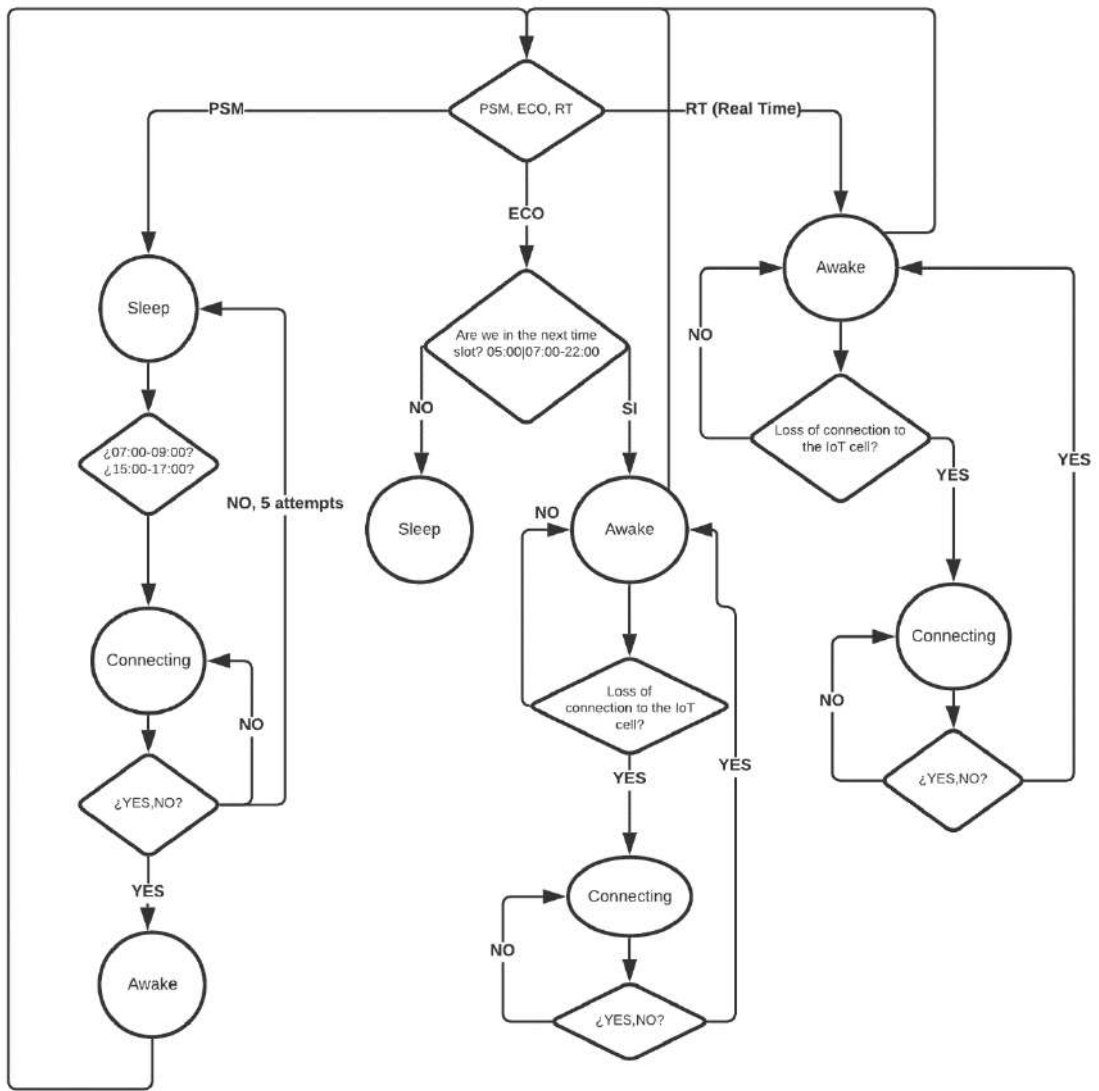 PSM
PSM, ECO, RT
RT (Real Time)
ECO
Sleep
Are we in the next time
slot? 05:00|07:00-22:00
NO
SI
Awake
NO
Loss of connection to
the IoT cell?
YES
YES
¿07:00-09:00?
¿15:00-17:00?
NO, 5 attempts
Sleep
NO
Awake
Connecting
NO
Connecting
NO
Loss of
connection to the IoT
cell?
YES
YES
¿YES,NO?
¿YES,NO?
YES
Connecting
NO
Awake
¿YES,NO?